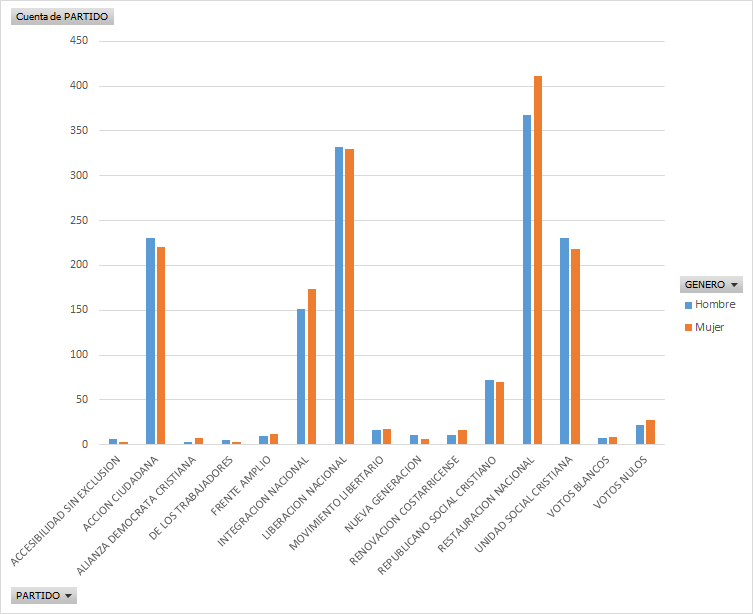 Cuenta de PARTIDO
450
400
350
300
250
200
150
100
50
0
GENERO
Hombre
Mujer
ACCESIBILIDAD SIN EXCLUSION
ACCION CIUDADANA
ALIANZA DEMOCRATA CRISTIANA
DE LOS TRABAJADORES
FRENTE AMPLIO
INTEGRACION NACIONAL
LIBERACION NACIONAL
MOVIMIENTO LIBERTARIO
NUEVA GENERACION
RENOVACION COSTARRICENSE
REPUBLICANO SOCIAL CRISTIANO
RESTAURACION NACIONAL
UNIDAD SOCIAL CRISTIANA
VOTOS BLANCOS
VOTOS NULOS
PARTIDO